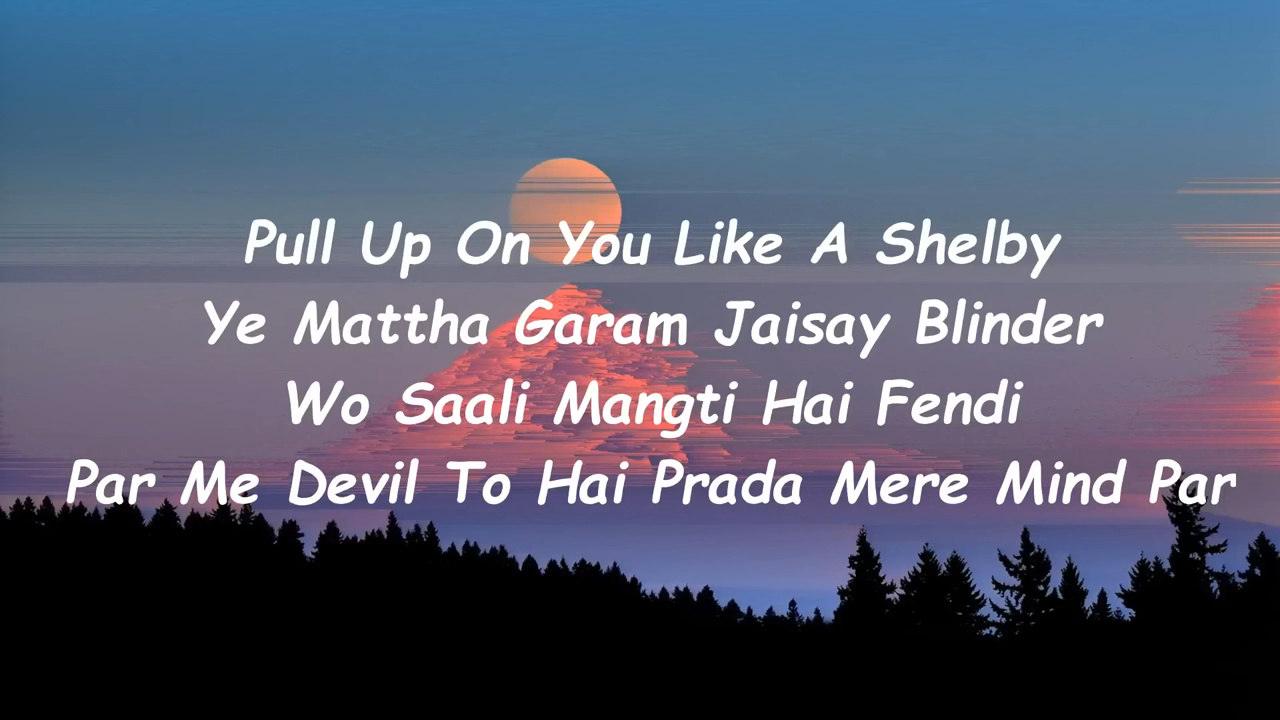 Pull Up On You Like A Shelby
Ye Mattha Garam Jaisay Blinder
Wo Saali Mangti Hai Fendi
Par Me Devil To Hai Prada Mere Mind Par